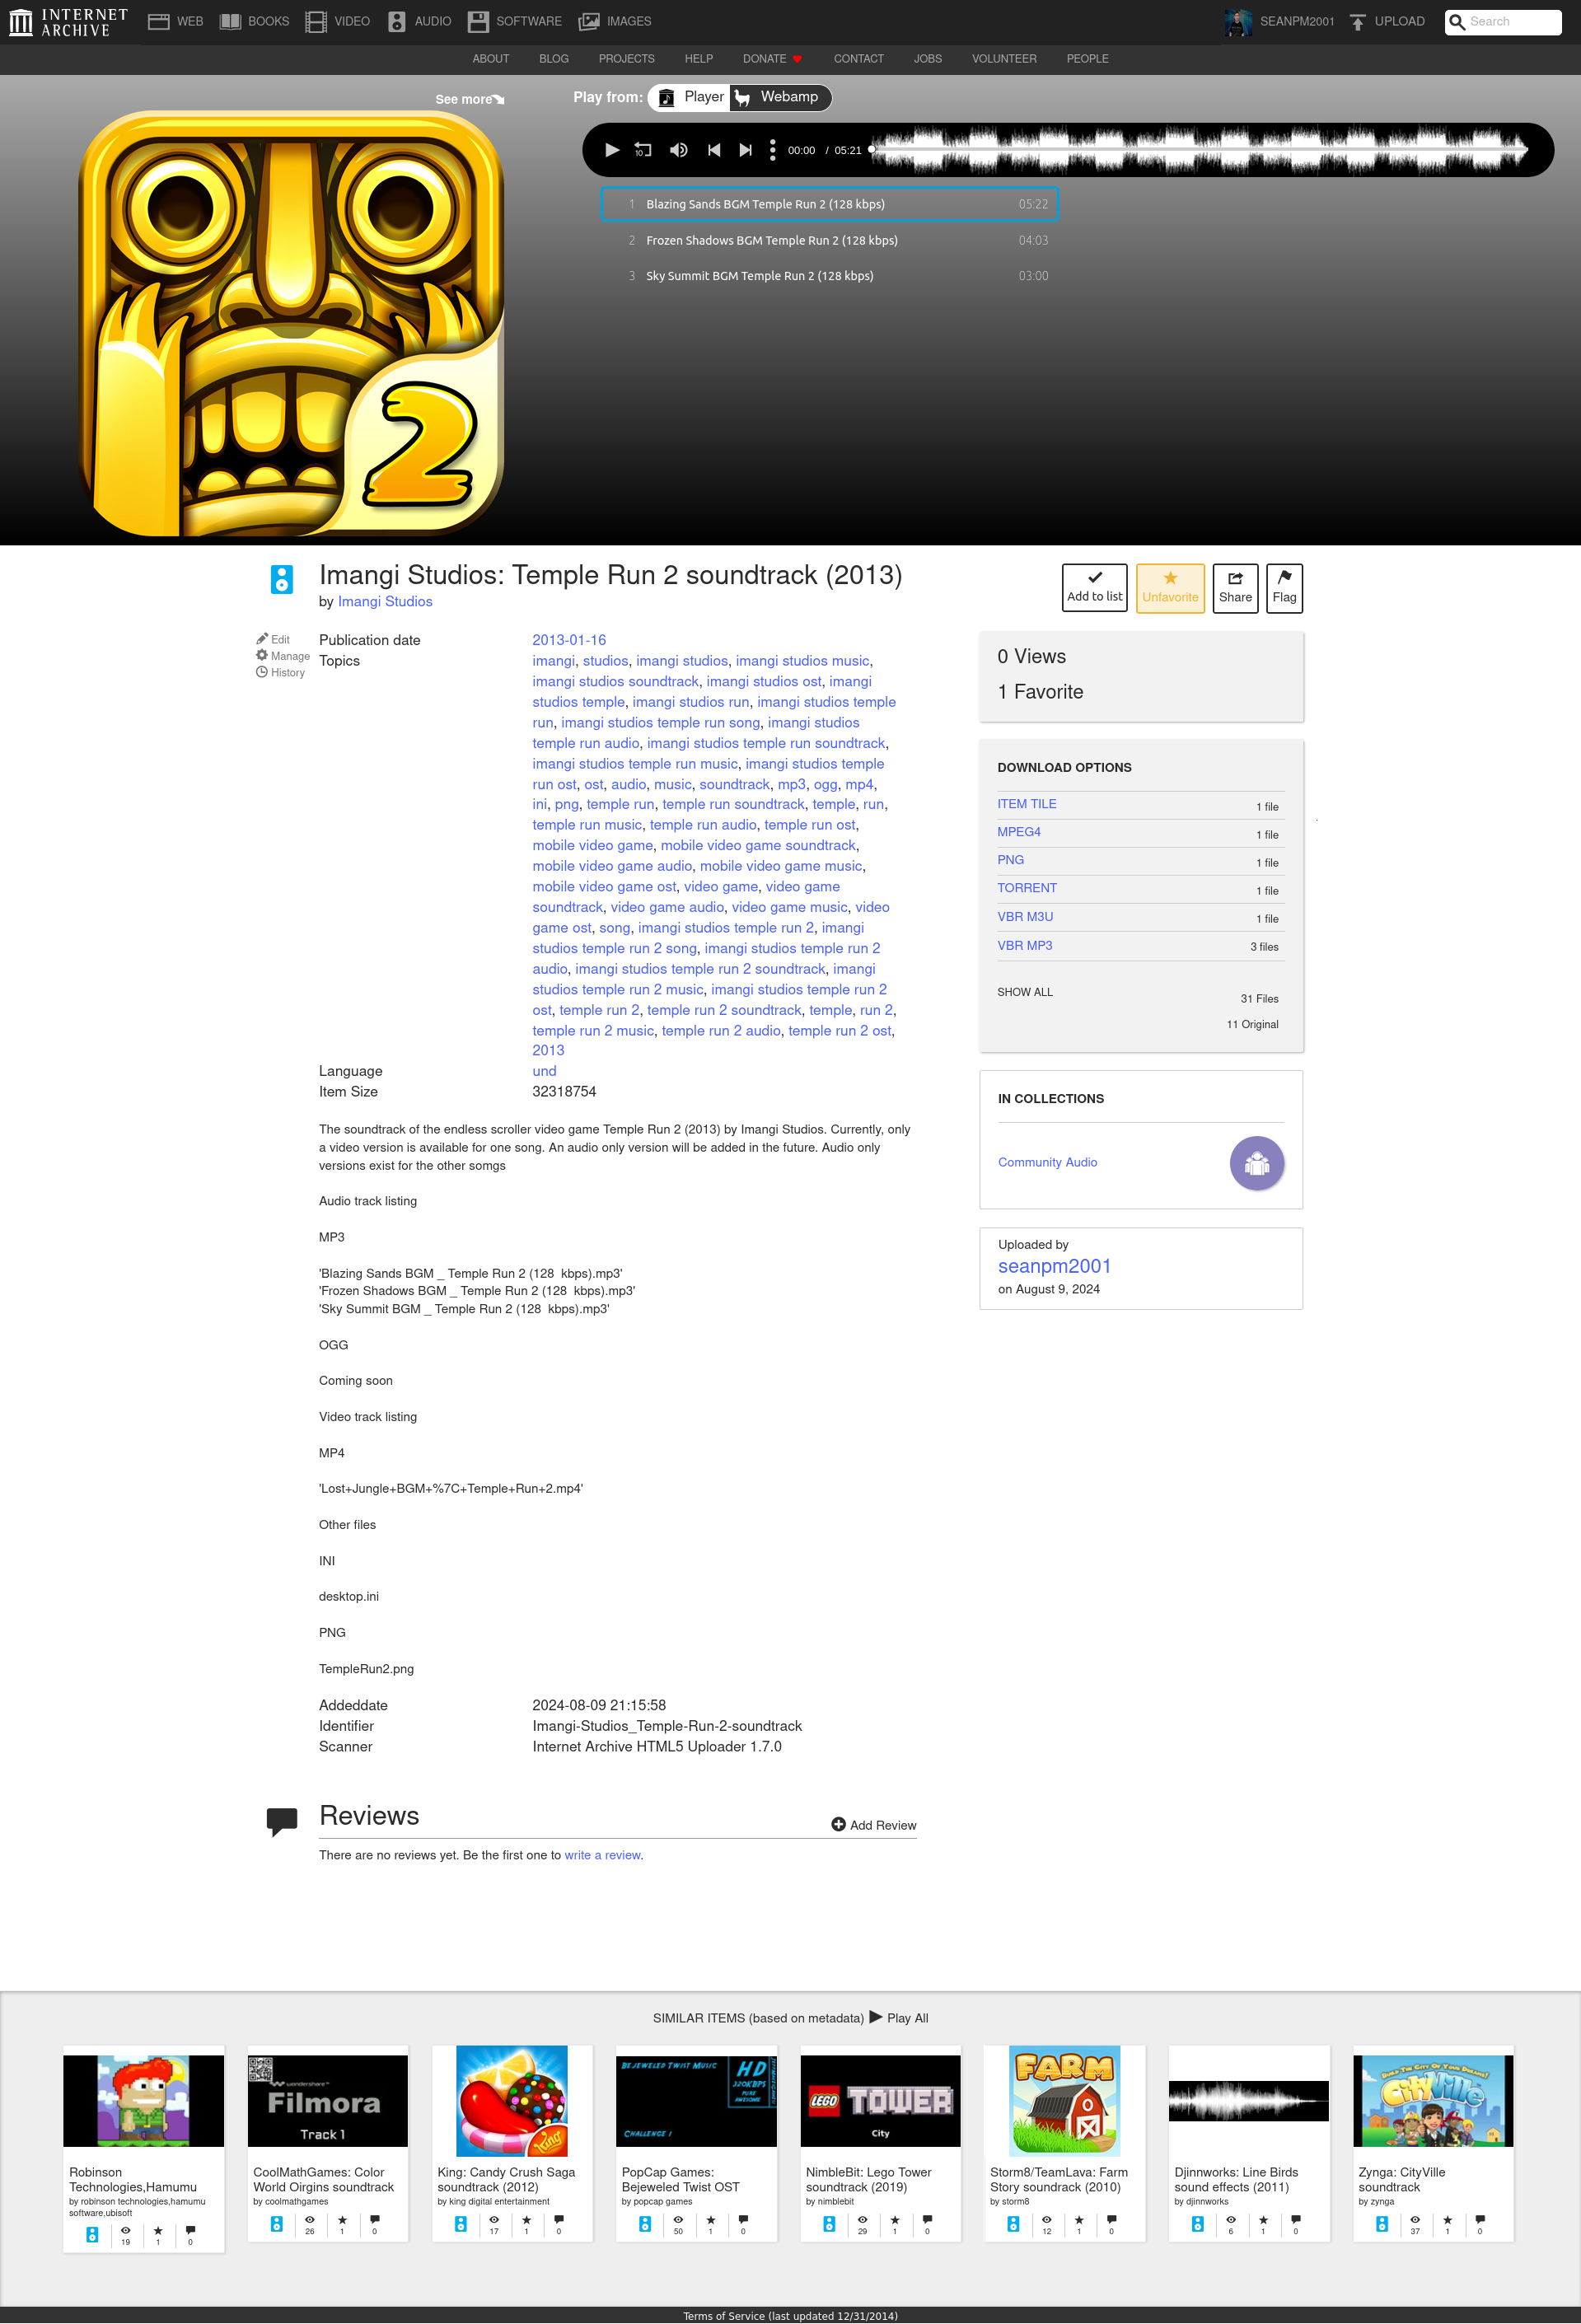 INTERNET
ARCHIVE
WEB
BOOKS
VIDEO
AUDIO
SOFTWARE
IMAGES
SEANPM2001
UPLOAD
Search
ABOUT
BLOG
PROJECTS
HELP
DONATE
CONTACT
JOBS
VOLUNTEER
PEOPLE
See more
Play from:
Player
Webamp
10
00:00 / 05:21
1 Blazing Sands BGM Temple Run 2 (128 kbps) 05:22
2 Frozen Shadows BGM Temple Run 2 (128 kbps) 04:03
3 Sky Summit BGM Temple Run 2 (128 kbps) 03:00
2
Imangi Studios: Temple Run 2 soundtrack (2013)
by Imangi Studios
Add to list
Unfavorite
Share
Flag
Edit
Manage
History
Publication date 2013-01-16
Topics imangi, studios, imangi studios, imangi studios music,
imangi studios soundtrack, imangi studios ost, imangi
studios temple, imangi studios run, imangi studios temple
run, imangi studios temple run song, imangi studios
temple run audio, imangi studios temple run soundtrack,
imangi studios temple run music, imangi studios temple
run ost, ost, audio, music, soundtrack, mp3, ogg, mp4,
ini, png, temple run, temple run soundtrack, temple, run,
temple run music, temple run audio, temple run ost,
mobile video game, mobile video game soundtrack,
mobile video game audio, mobile video game music,
mobile video game ost, video game, video game
soundtrack, video game audio, video game music, video
game ost, song, imangi studios temple run 2, imangi
studios temple run 2 song, imangi studios temple run 2
audio, imangi studios temple run 2 soundtrack, imangi
studios temple run 2 music, imangi studios temple run 2
ost, temple run 2, temple run 2 soundtrack, temple, run 2,
temple run 2 music, temple run 2 audio, temple run 2 ost,
2013
Language und
Item Size 32318754
The soundtrack of the endless scroller video game Temple Run 2 (2013) by Imangi Studios. Currently, only
a video version is available for one song. An audio only version will be added in the future. Audio only
versions exist for the other somgs
Audio track listing
MP3
'Blazing Sands BGM _ Temple Run 2 (128  kbps).mp3'
'Frozen Shadows BGM _ Temple Run 2 (128  kbps).mp3'
'Sky Summit BGM _ Temple Run 2 (128  kbps).mp3'
OGG
Coming soon
Video track listing
MP4
'Lost+Jungle+BGM+%7C+Temple+Run+2.mp4'
Other files
INI
desktop.ini
PNG
TempleRun2.png
Addeddate 2024-08-09 21:15:58
Identifier Imangi-Studios_Temple-Run-2-soundtrack
Scanner Internet Archive HTML5 Uploader 1.7.0
0 Views
1 Favorite
DOWNLOAD OPTIONS
ITEM TILE 1 file
MPEG4 1 file
PNG 1 file
TORRENT 1 file
VBR M3U 1 file
VBR MP3 3 files
SHOW ALL 31 Files
11 Original
IN COLLECTIONS
Community Audio
Uploaded by
seanpm2001
on August 9, 2024
Reviews
Add Review
There are no reviews yet. Be the first one to write a review.
SIMILAR ITEMS (based on metadata) Play All
Robinson
Technologies,Hamumu
by robinson technologies,hamumu
software,ubisoft
19 1 0
wondershare
Filmora
Track 1
CoolMathGames: Color
World Oirgins soundtrack
by coolmathgames
26 1 0
King
King: Candy Crush Saga
soundtrack (2012)
by king digital entertainment
17 1 0
BEJEWELED TWIST MUSIC
HD
320KBPS
PURE
AWESOME
CHALLENGE 1
PopCap Games:
Bejeweled Twist OST
by popcap games
50 1 0
LEGO
TOWER
City
NimbleBit: Lego Tower
soundtrack (2019)
by nimblebit
29 1 0
FARM
Storm8/TeamLava: Farm
Story soundrack (2010)
by storm8
12 1 0
Djinnworks: Line Birds
sound effects (2011)
by djinnworks
6 1 0
BUILD THE CITY OF YOUR DREAMS!
CityVille
Zynga: CityVille
soundtrack
by zynga
37 1 0
Terms of Service (last updated 12/31/2014)